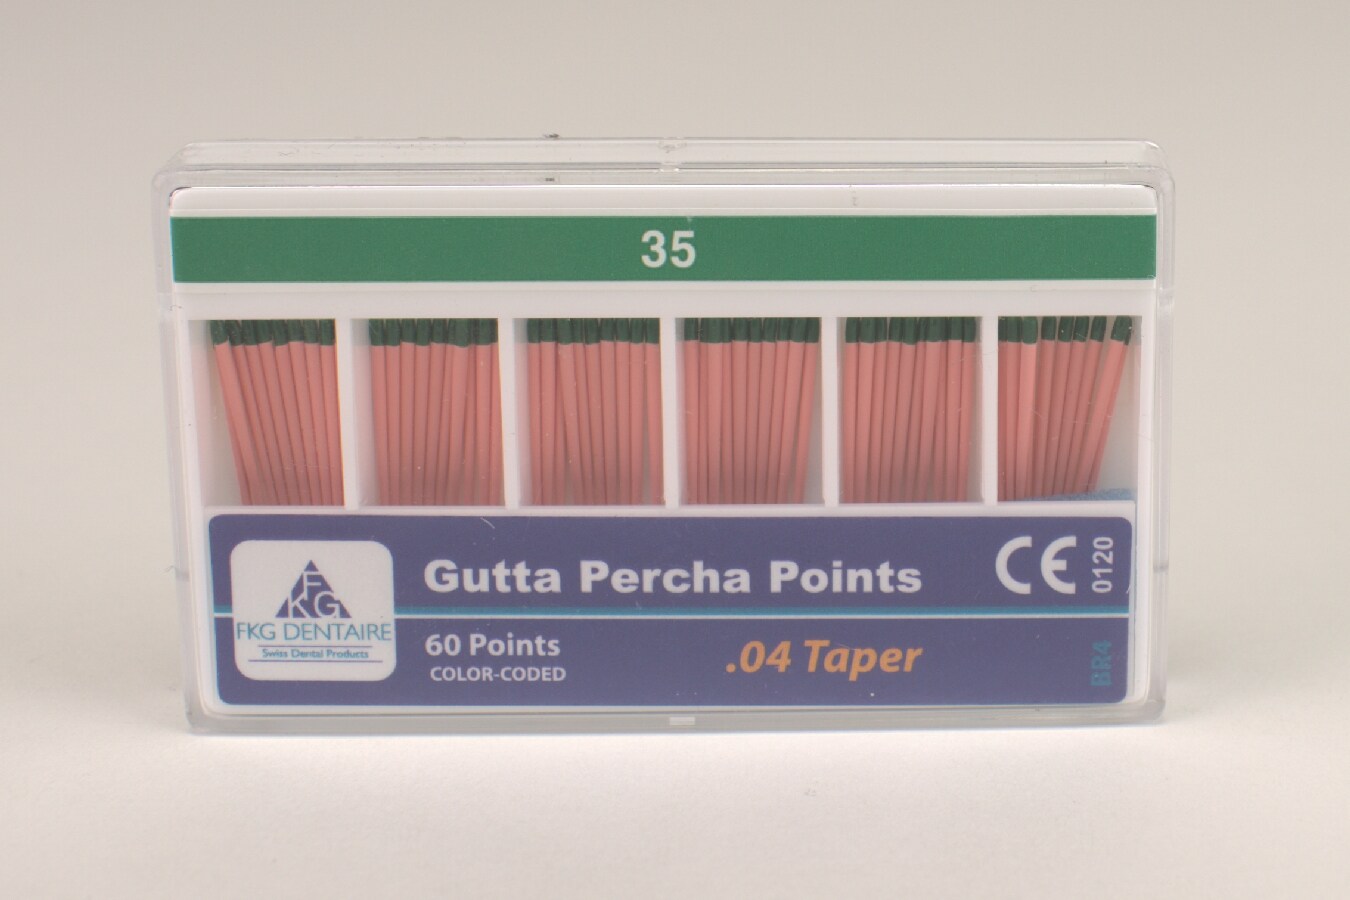 35
Gutta Percha Points
CE 0120
FKG
FKG DENTAIRE
Swiss Dental Products
60 Points
COLOR-CODED
.04 Taper
BR4